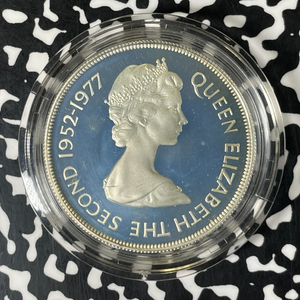 QUEEN ELIZABETH THE SECOND 1952-1977